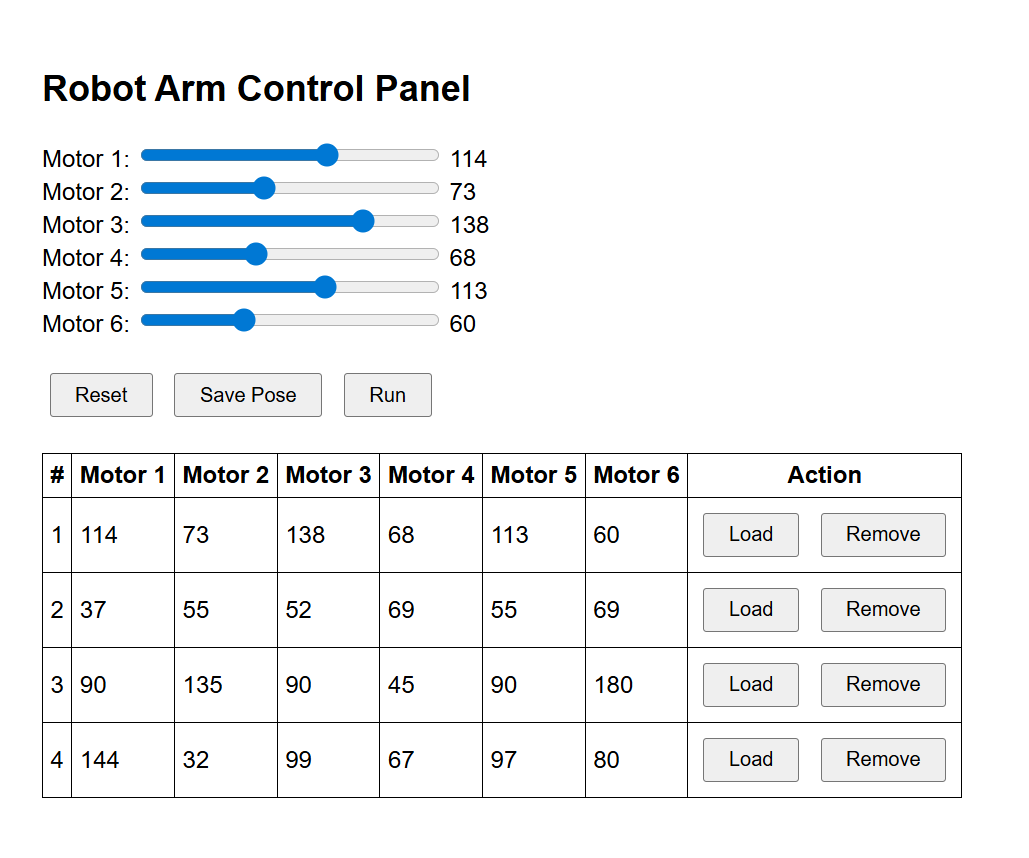 Robot Arm Control Panel
Motor 1: 114
Motor 2: 73
Motor 3: 138
Motor 4: 68
Motor 5: 113
Motor 6: 60
Reset Save Pose Run
# Motor 1 Motor 2 Motor 3 Motor 4 Motor 5 Motor 6 Action
1 114 73 138 68 113 60 Load Remove
2 37 55 52 69 55 69 Load Remove
3 90 135 90 45 90 180 Load Remove
4 144 32 99 67 97 80 Load Remove